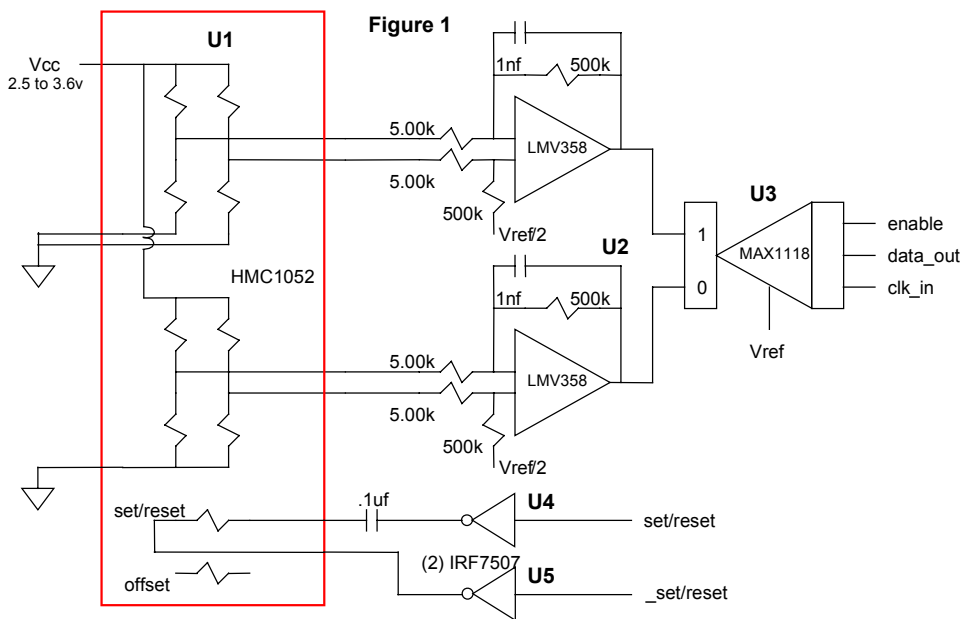 Figure 1
U1
Vcc
2.5 to 3.6v
1nf
500k
5.00k
LMV358
5.00k
500k
Vref/2
U3
1
0
MAX1118
enable
data_out
clk_in
Vref
U2
HMC1052
1nf
500k
5.00k
LMV358
5.00k
500k
Vref/2
set/reset
.1uf
U4
set/reset
(2) IRF7507
U5
offset
_set/reset